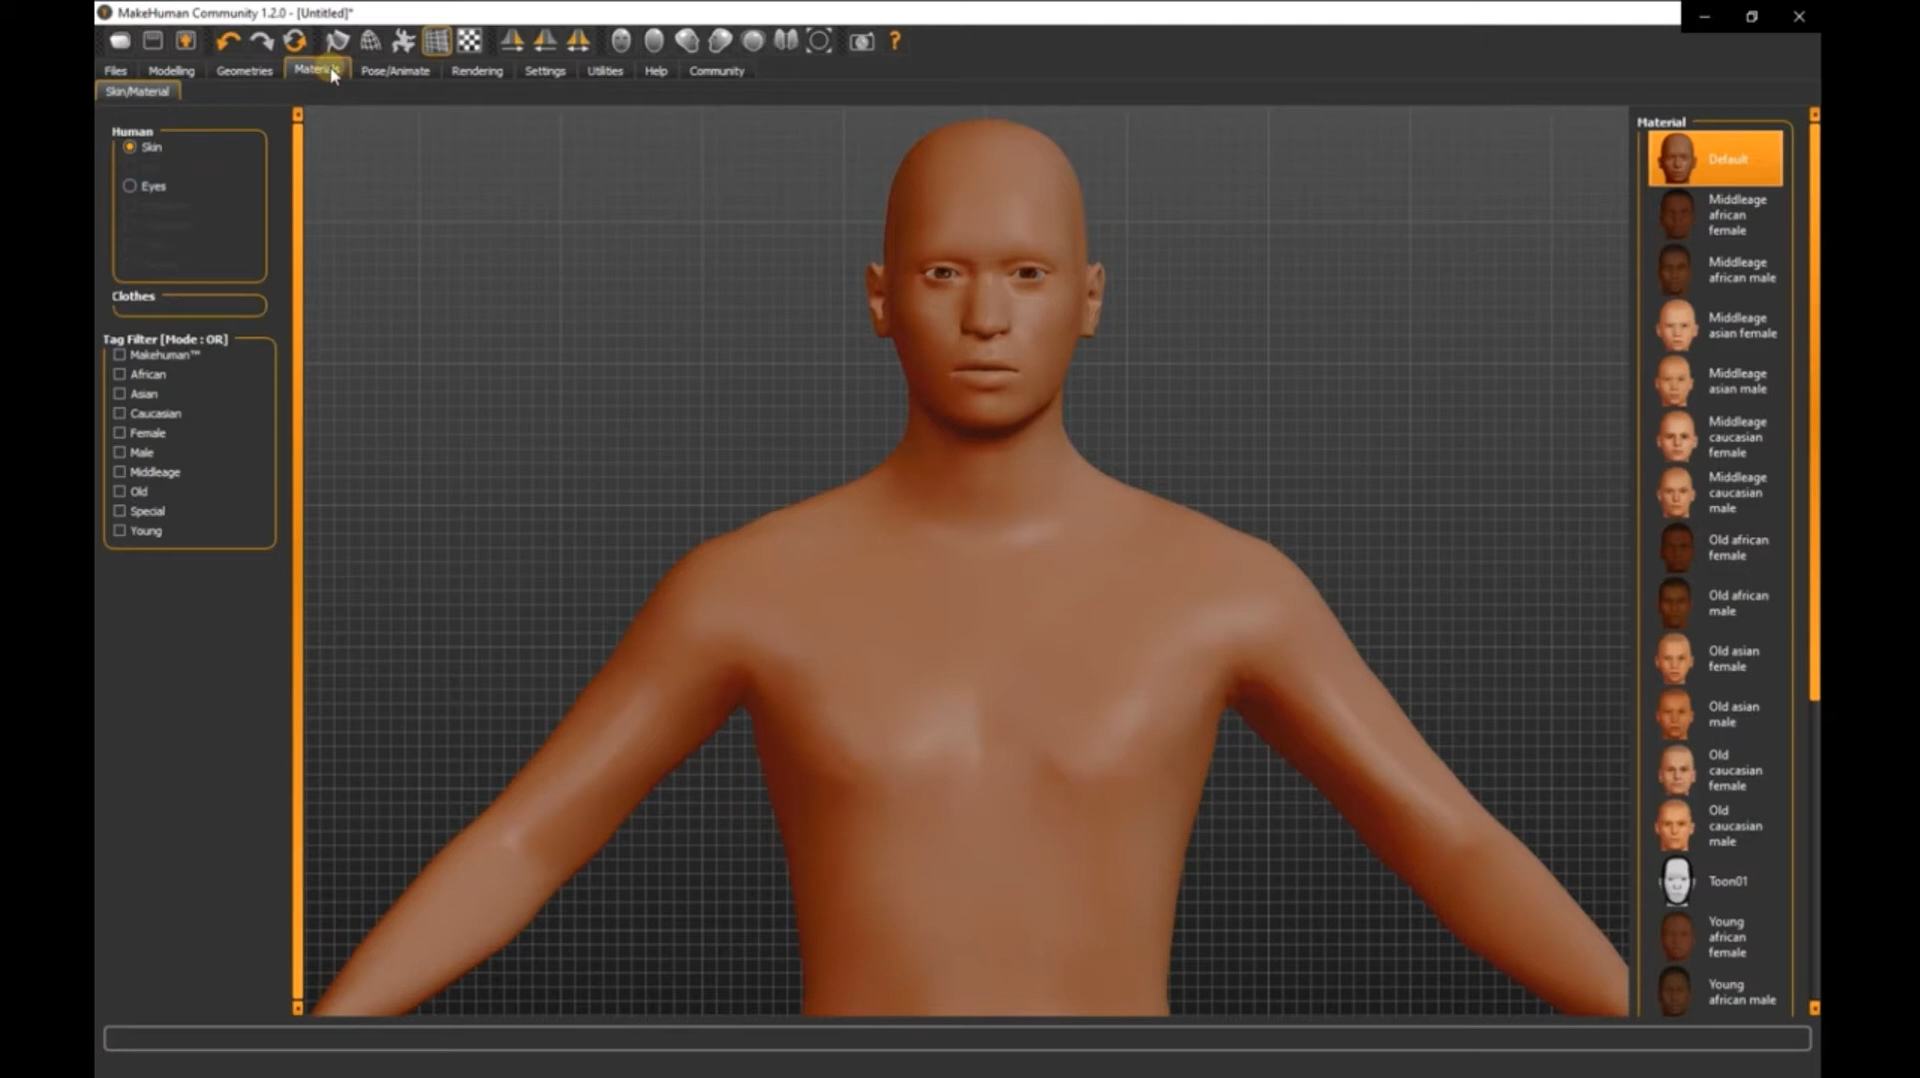 MakeHuman Community 1.2.0 - [Untitled]*
Files Modelling Geometries Materials Pose/Animate Rendering Settings Utilities Help Community
Skin/Material
Human
Skin
Eyes
Clothes
Tag Filter [Mode : OR]
Makehuman™
African
Asian
Caucasian
Female
Male
Middleage
Old
Special
Young
Material
Default
Middleage
african
female
Middleage
african male
Middleage
asian female
Middleage
asian male
Middleage
caucasian
female
Middleage
caucasian
male
Old african
female
Old african
male
Old asian
female
Old asian
male
Old
caucasian
female
Old
caucasian
male
Toon01
Young
african
female
Young
african male